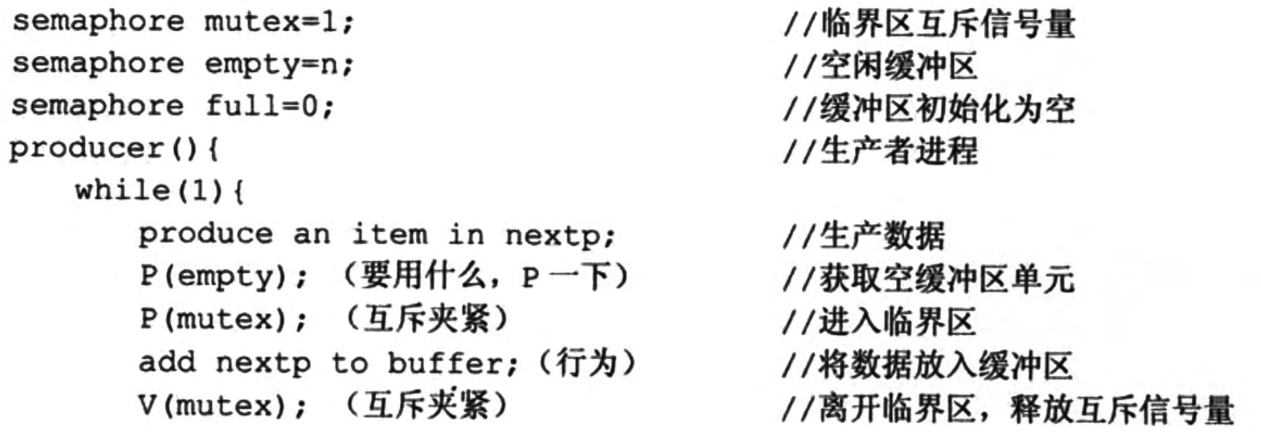 semaphore mutex=1; //临界区互斥信号量
semaphore empty=n; //空闲缓冲区
semaphore full=0; //缓冲区初始化为空
producer(){ //生产者进程
while(1){
produce an item in nextp; //生产数据
P(empty); （要用什么，P一下） //获取空缓冲区单元
P(mutex); （互斥夹紧） //进入临界区
add nextp to buffer;（行为） //将数据放入缓冲区
V(mutex); （互斥夹紧） //离开临界区，释放互斥信号量